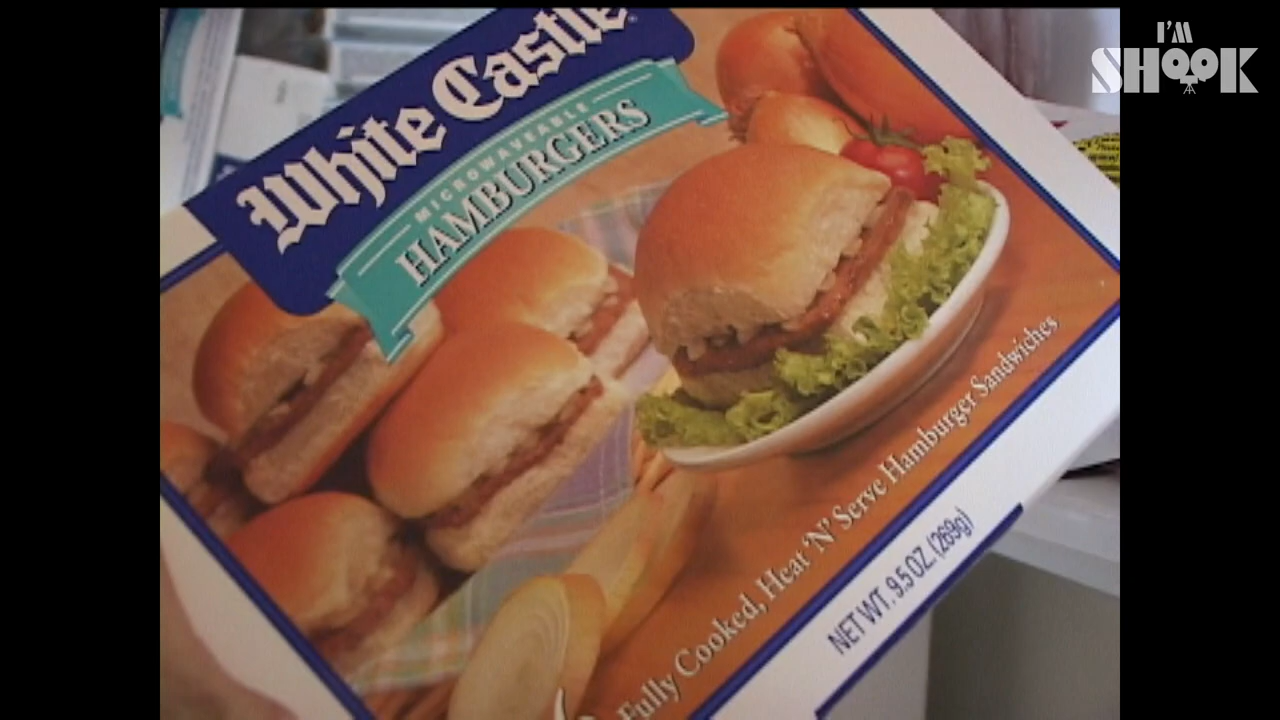 I'M
SHOOK
White Castle
MICROWAVEABLE
HAMBURGERS
Fully Cooked, Heat 'N' Serve Hamburger Sandwiches
NET WT. 9.5 OZ. (269g)